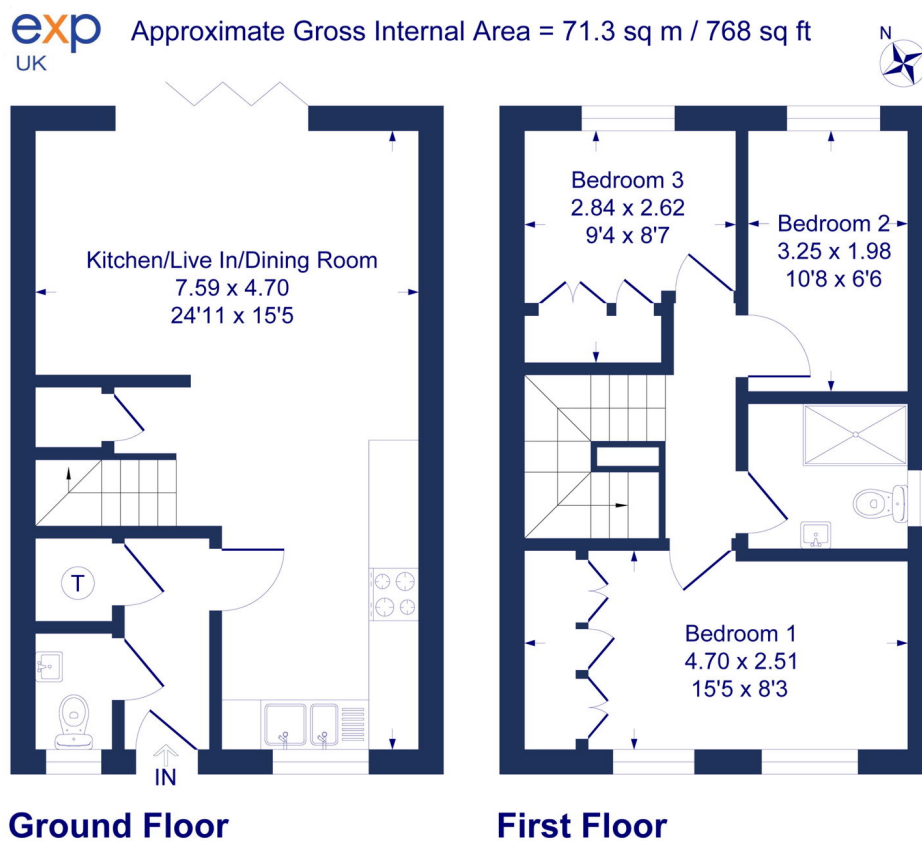 exp
UK
Approximate Gross Internal Area = 71.3 sq m / 768 sq ft
N
Kitchen/Live In/Dining Room
7.59 x 4.70
24'11 x 15'5
T
IN
Ground Floor
Bedroom 3
2.84 x 2.62
9'4 x 8'7
Bedroom 2
3.25 x 1.98
10'8 x 6'6
Bedroom 1
4.70 x 2.51
15'5 x 8'3
First Floor